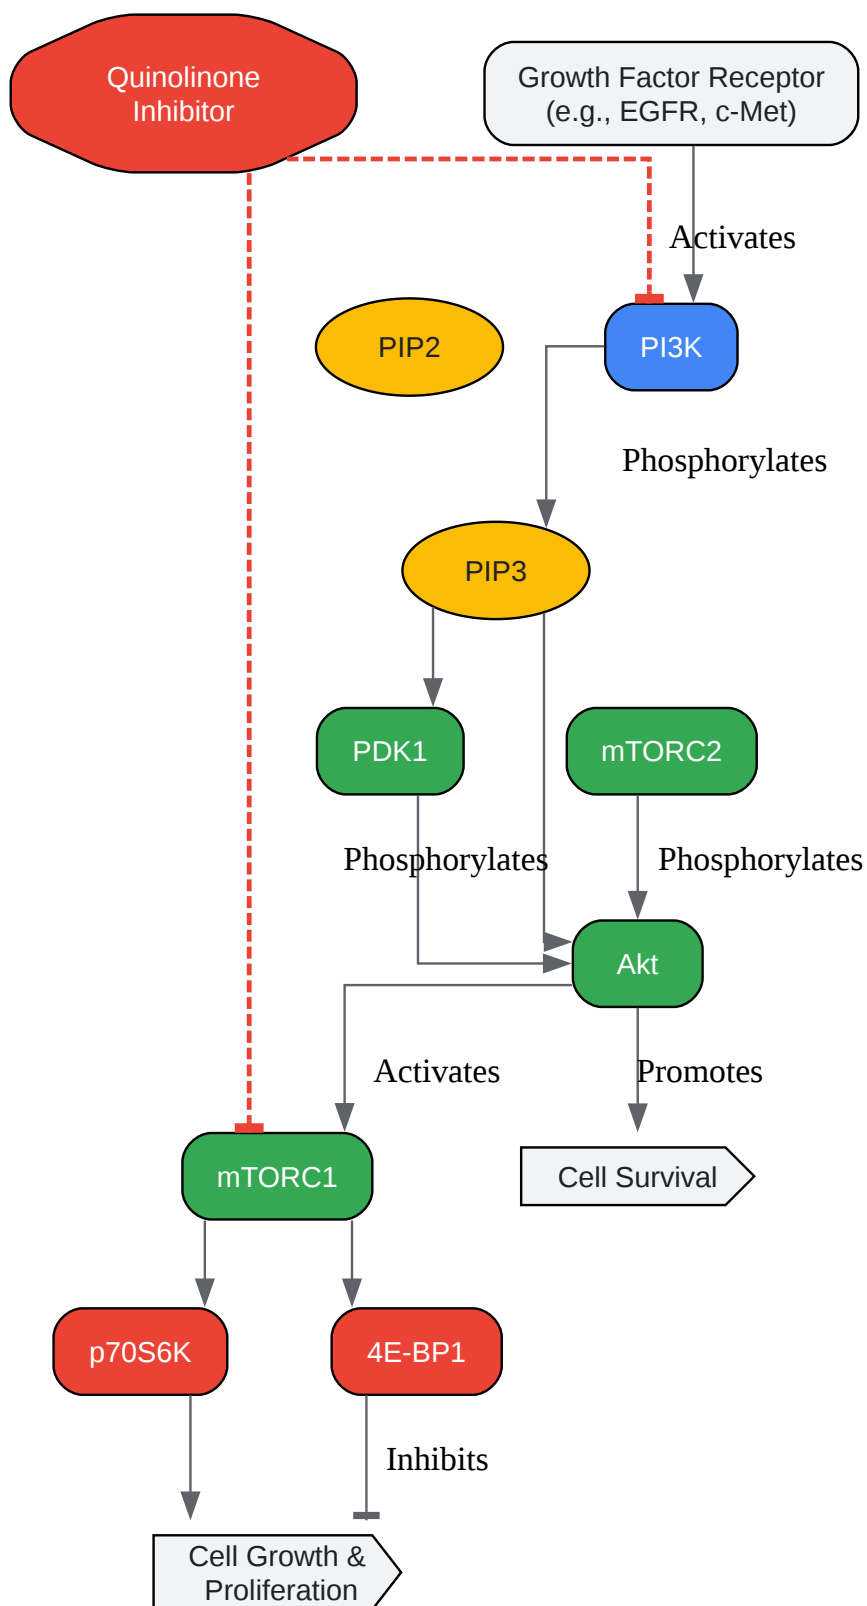 Quinolinone
Inhibitor
Growth Factor Receptor
(e.g., EGFR, c-Met)
Activates
PIP2
PI3K
Phosphorylates
PIP3
PDK1
mTORC2
Phosphorylates
Phosphorylates
Akt
Activates
Promotes
mTORC1
Cell Survival
p70S6K
4E-BP1
Inhibits
Cell Growth &
Proliferation